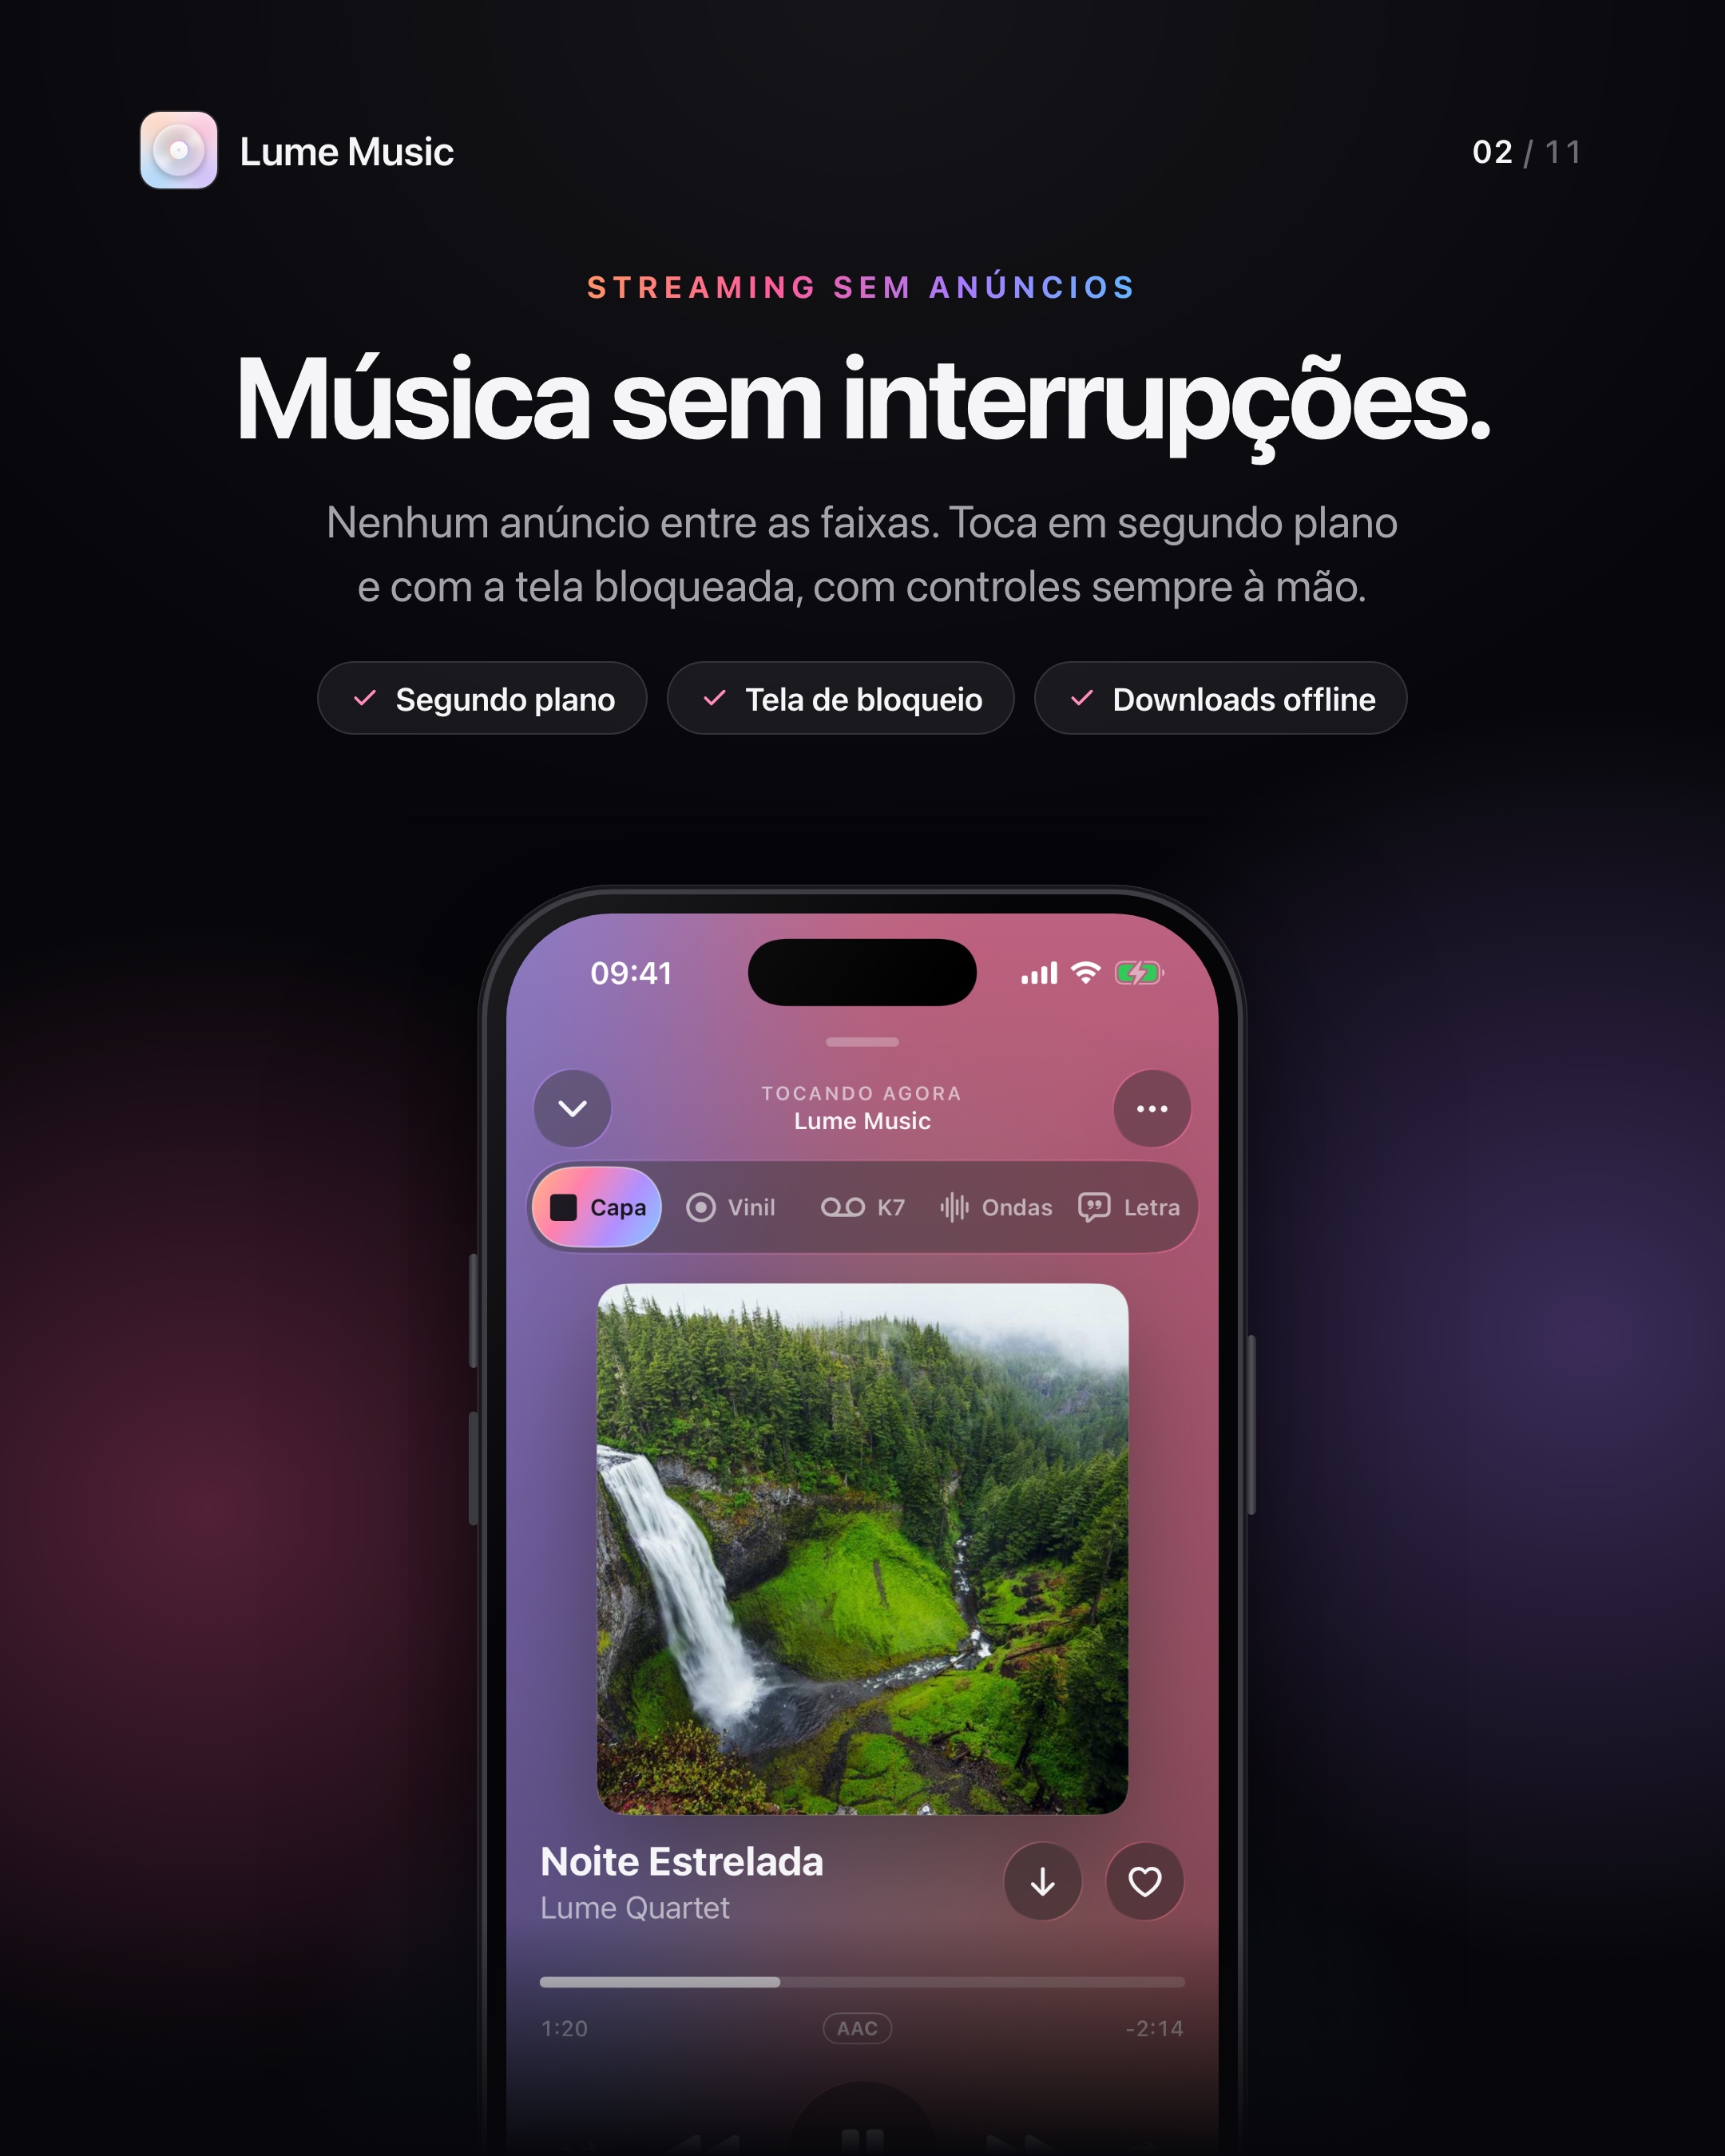 Lume Music
02 / 11
STREAMING SEM ANÚNCIOS
Música sem interrupções.
Nenhum anúncio entre as faixas. Toca em segundo plano
e com a tela bloqueada, com controles sempre à mão.
Segundo plano
Tela de bloqueio
Downloads offline
09:41
TOCANDO AGORA
Lume Music
Capa
Vinil
K7
Ondas
Letra
Noite Estrelada
Lume Quartet
1:20
AAC
-2:14